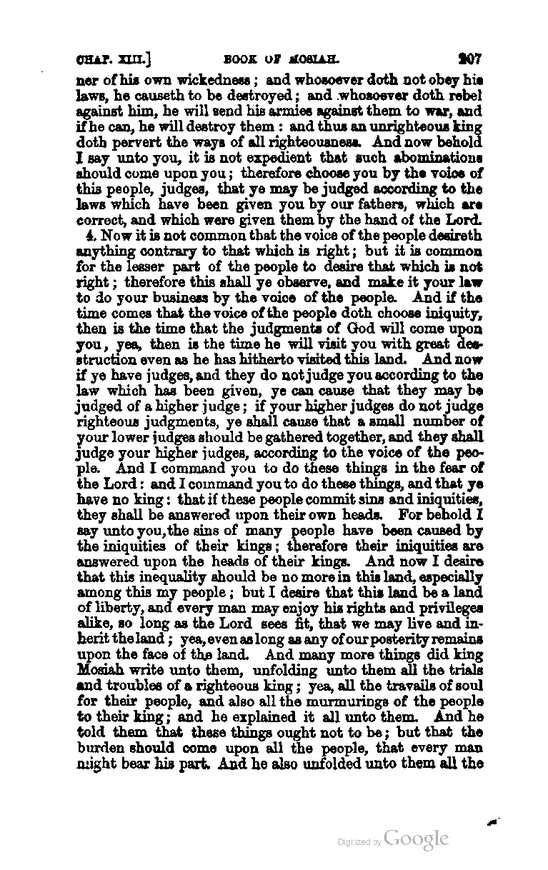 CHAP. XIII.] BOOK OF MOSIAH. 207
ner of his own wickedness; and whosoever doth not obey his
laws, he causeth to be destroyed; and whosoever doth rebel
against him, he will send his armies against them to war, and
if he can, he will destroy them: and thus an unrighteous king
doth pervert the ways of all righteousness. And now behold
I say unto you, it is not expedient that such abominations
should come upon you; therefore choose you by the voice of
this people, judges, that ye may be judged according to the
laws which have been given you by our fathers, which are
correct, and which were given them by the hand of the Lord.
4. Now it is not common that the voice of the people desireth
anything contrary to that which is right; but it is common
for the lesser part of the people to desire that which is not
right; therefore this shall ye observe, and make it your law
to do your business by the voice of the people. And if the
time comes that the voice of the people doth choose iniquity,
then is the time that the judgments of God will come upon
you, yea, then is the time he will visit you with great des-
struction even as he has hitherto visited this land. And now
if ye have judges, and they do not judge you according to the
law which has been given, ye can cause that they may be
judged of a higher judge; if your higher judges do not judge
righteous judgments, ye shall cause that a small number of
your lower judges should be gathered together, and they shall
judge your higher judges, according to the voice of the peo-
ple. And I command you to do these things in the fear of
the Lord: and I command you to do these things, and that ye
have no king: that if these people commit sins and iniquities,
they shall be answered upon their own heads. For behold I
say unto you, the sins of many people have been caused by
the iniquities of their kings; therefore their iniquities are
answered upon the heads of their kings. And now I desire
that this inequality should be no more in this land, especially
among this my people; but I desire that this land be a land
of liberty, and every man may enjoy his rights and privileges
alike, so long as the Lord sees fit, that we may live and in-
herit the land; yea, even as long as any of our posterity remains
upon the face of the land. And many more things did king
Mosiah write unto them, unfolding unto them all the trials
and troubles of a righteous king; yea, all the travails of soul
for their people, and also all the murmurings of the people
to their king; and he explained it all unto them. And he
told them that these things ought not to be; but that the
burden should come upon all the people, that every man
might bear his part. And he also unfolded unto them all the
Digitized by Google